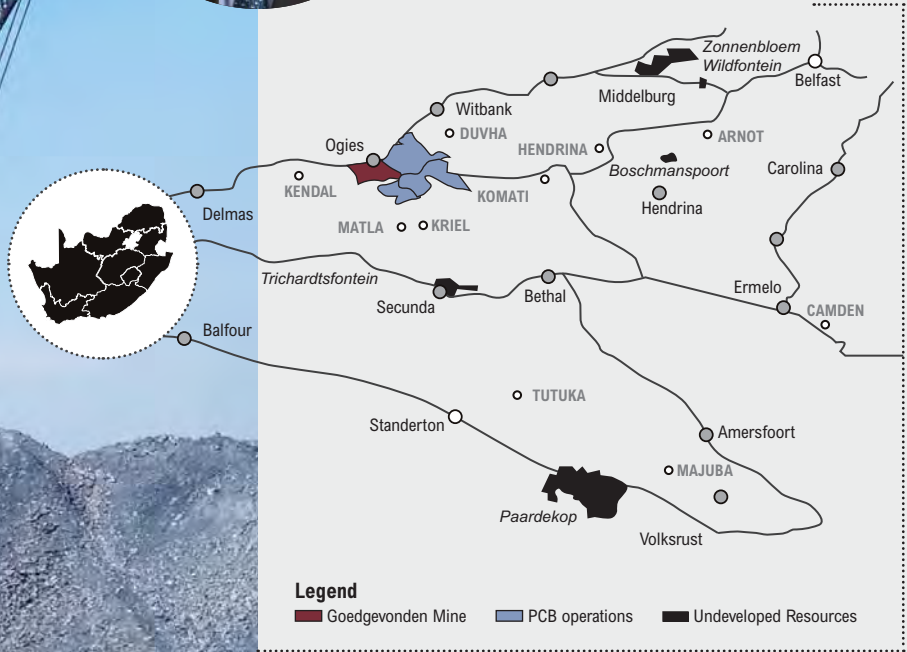 Zonnenbloem
Wildfontein
Belfast
Middelburg
Witbank
DUVHA
Ogies
HENDRINA
ARNOT
Boschmanspoort
Carolina
KENDAL
KOMATI
Delmas
Hendrina
MATLA
KRIEL
Trichardtsfontein
Secunda
Bethal
Ermelo
CAMDEN
Balfour
TUTUKA
Standerton
Amersfoort
MAJUBA
Paardekop
Volksrust
Legend
Goedgevonden Mine
PCB operations
Undeveloped Resources